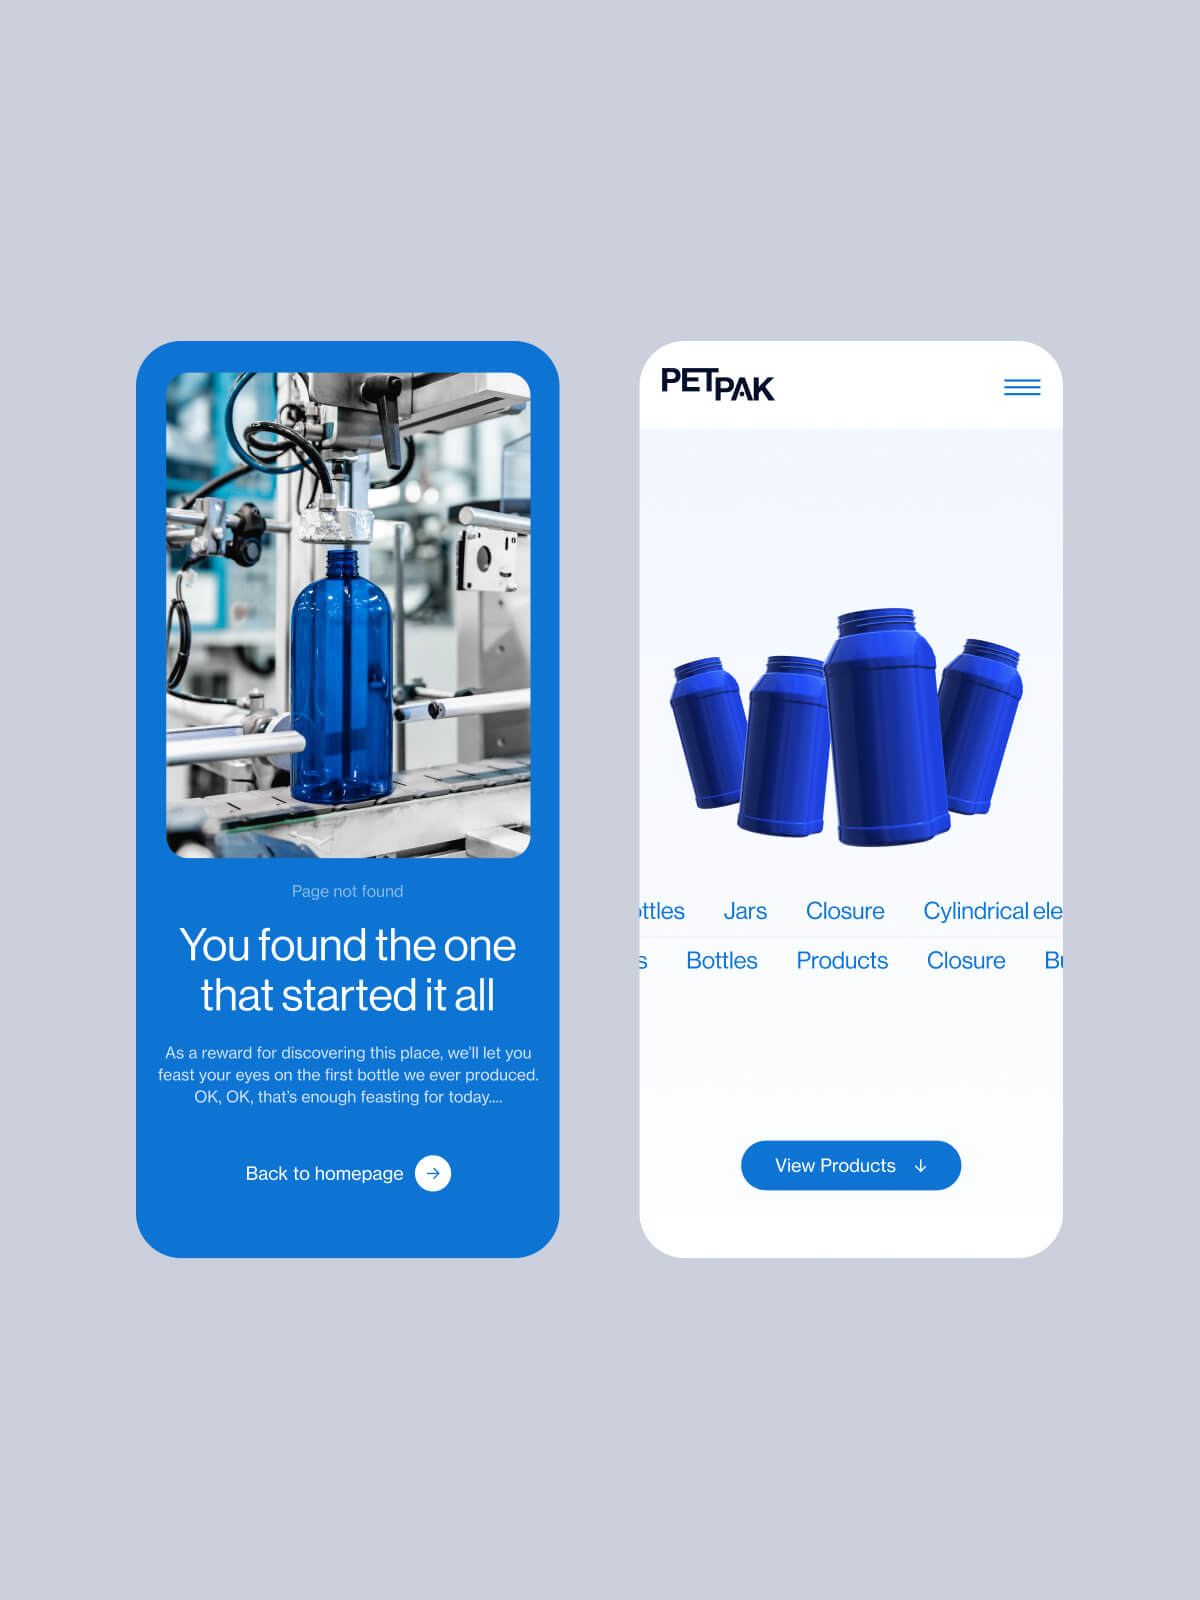 Page not found
You found the one
that started it all
As a reward for discovering this place, we'll let you
feast your eyes on the first bottle we ever produced.
OK, OK, that's enough feasting for today....
Back to homepage
PETPAK
ottles Jars Closure Cylindrical ele
s Bottles Products Closure Bu
View Products